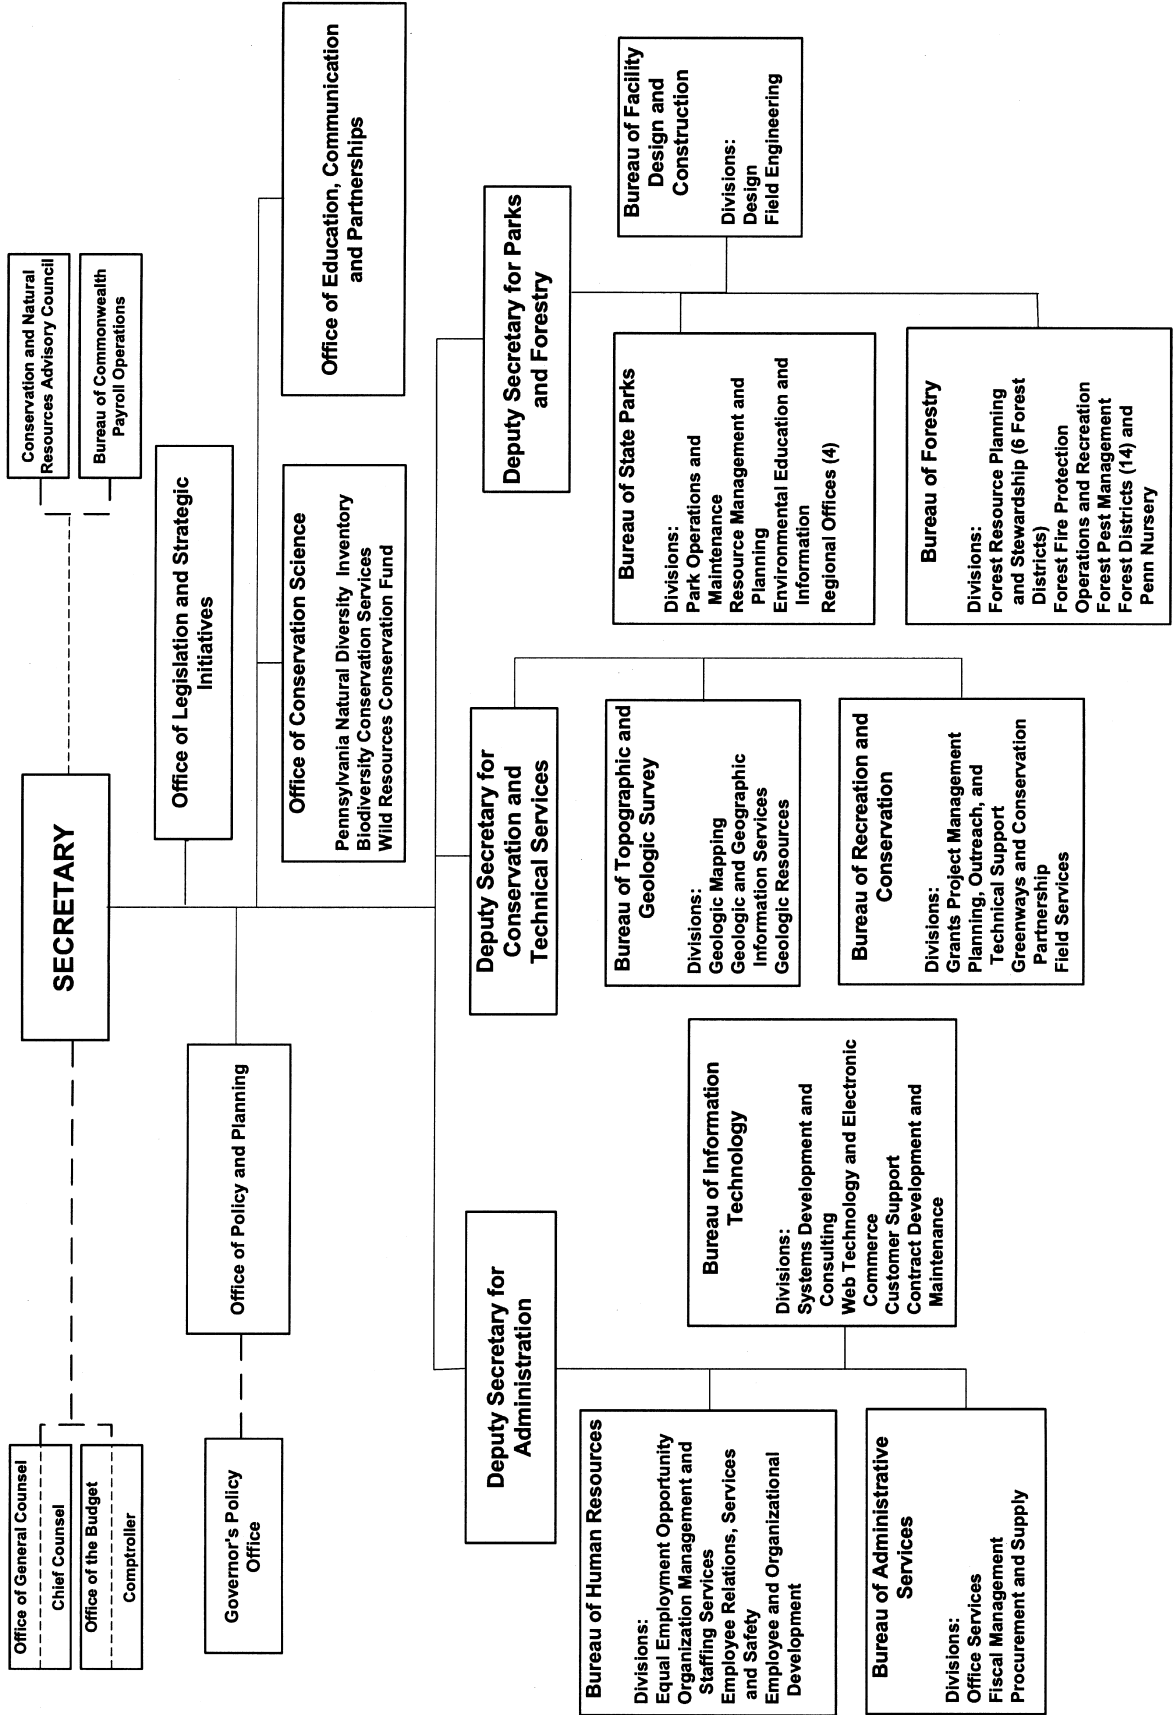 SECRETARY
Office of General Counsel
Chief Counsel
Office of the Budget
Comptroller
Conservation and Natural
Resources Advisory Council
Bureau of Commonwealth
Payroll Operations
Office of Legislation and Strategic
Initiatives
Governor's Policy
Office
Office of Policy and Planning
Office of Conservation Science
Pennsylvania Natural Diversity Inventory
Biodiversity Conservation Services
Wild Resources Conservation Fund
Office of Education, Communication
and Partnerships
Deputy Secretary for
Administration
Deputy Secretary for
Conservation and
Technical Services
Deputy Secretary for Parks
and Forestry
Bureau of Human Resources
Divisions:
Equal Employment Opportunity
Organization Management and
Staffing Services
Employee Relations, Services
and Safety
Employee and Organizational
Development
Bureau of Information
Technology
Divisions:
Systems Development and
Consulting
Web Technology and Electronic
Commerce
Customer Support
Contract Development and
Maintenance
Bureau of Administrative
Services
Divisions:
Office Services
Fiscal Management
Procurement and Supply
Bureau of Topographic and
Geologic Survey
Divisions:
Geologic Mapping
Geologic and Geographic
Information Services
Geologic Resources
Bureau of Recreation and
Conservation
Divisions:
Grants Project Management
Planning, Outreach, and
Technical Support
Greenways and Conservation
Partnership
Field Services
Bureau of State Parks
Divisions:
Park Operations and
Maintenance
Resource Management and
Planning
Environmental Education and
Information
Regional Offices (4)
Bureau of Facility
Design and
Construction
Divisions:
Design
Field Engineering
Bureau of Forestry
Divisions:
Forest Resource Planning
and Stewardship (6 Forest
Districts)
Forest Fire Protection
Operations and Recreation
Forest Pest Management
Forest Districts (14) and
Penn Nursery